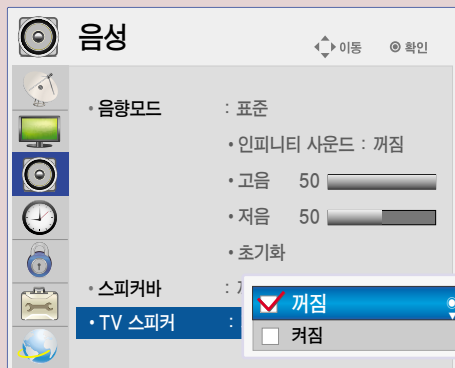 음성
이동 확인
• 음향모드 : 표준
• 인피니티 사운드 : 꺼짐
• 고음 50
• 저음 50
• 초기화
• 스피커바 :
• TV 스피커 :
꺼짐
켜짐